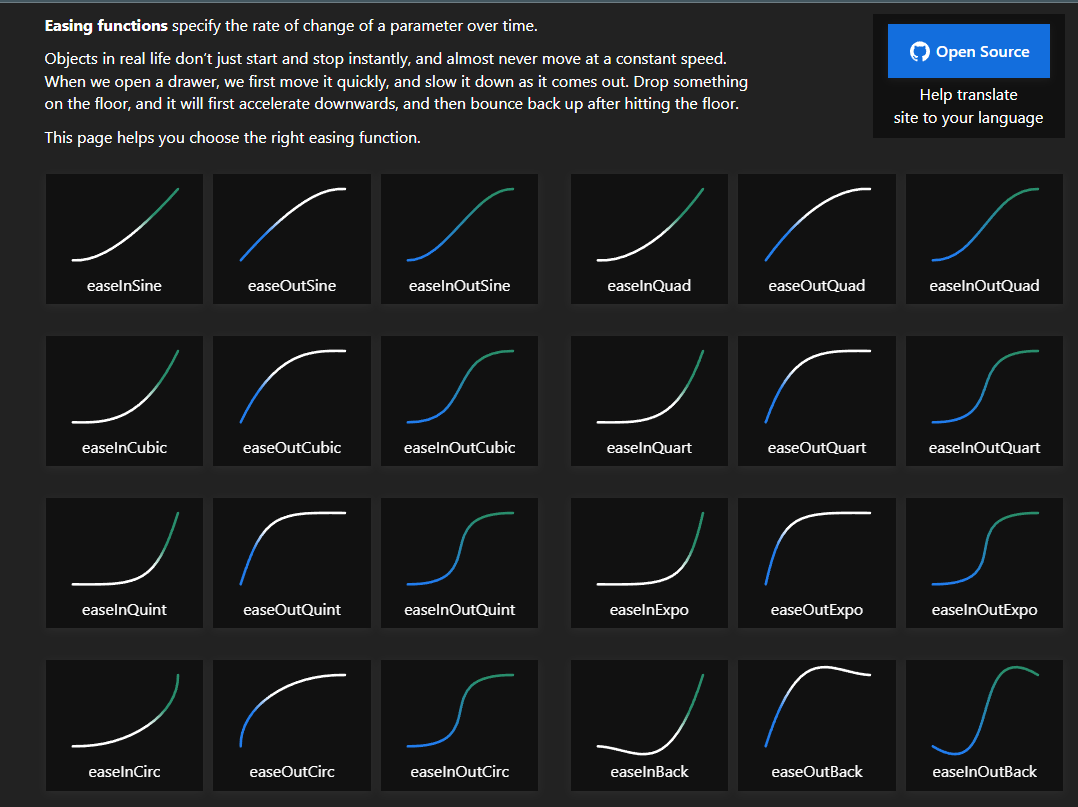 Easing functions specify the rate of change of a parameter over time.
Objects in real life don’t just start and stop instantly, and almost never move at a constant speed.
When we open a drawer, we first move it quickly, and slow it down as it comes out. Drop something
on the floor, and it will first accelerate downwards, and then bounce back up after hitting the floor.
This page helps you choose the right easing function.
Open Source
Help translate
site to your language
easeInSine
easeOutSine
easeInOutSine
easeInQuad
easeOutQuad
easeInOutQuad
easeInCubic
easeOutCubic
easeInOutCubic
easeInQuart
easeOutQuart
easeInOutQuart
easeInQuint
easeOutQuint
easeInOutQuint
easeInExpo
easeOutExpo
easeInOutExpo
easeInCirc
easeOutCirc
easeInOutCirc
easeInBack
easeOutBack
easeInOutBack